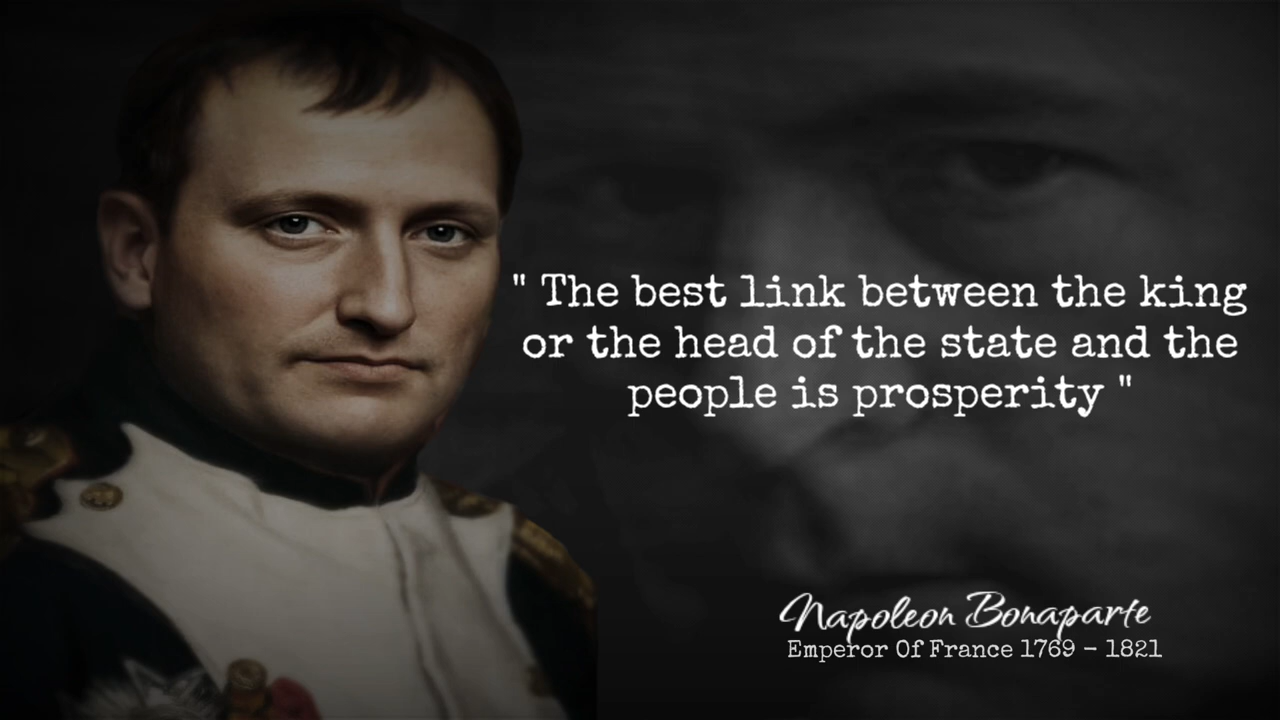 " The best link between the king
or the head of the state and the
people is prosperity "
Napoleon Bonaparte
Emperor Of France 1769 - 1821